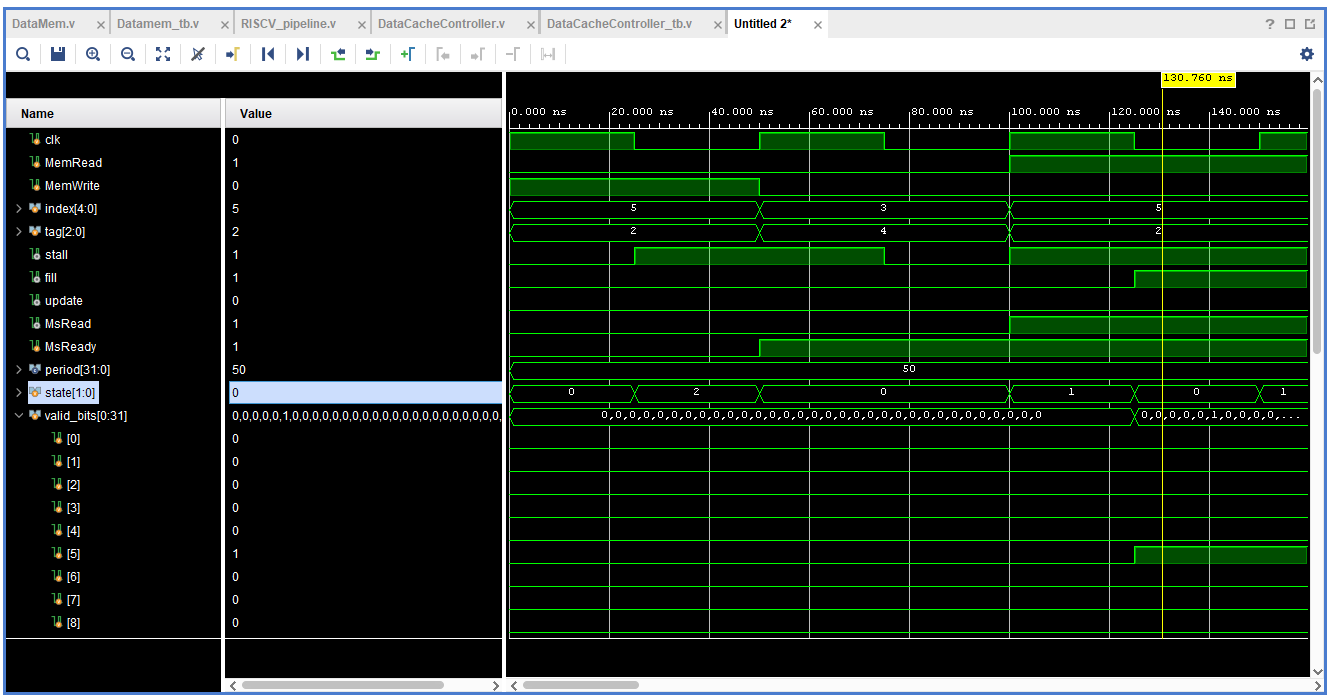 DataMem.v Datamem_tb.v RISCV_pipeline.v DataCacheController.v DataCacheController_tb.v Untitled 2*
130.760 ns
Name Value 0.000 ns 20.000 ns 40.000 ns 60.000 ns 80.000 ns 100.000 ns 120.000 ns 140.000 ns
clk 0
MemRead 1
MemWrite 0
index[4:0] 5 5 3 5
tag[2:0] 2 2 4 2
stall 1
fill 1
update 0
MsRead 1
MsReady 1
period[31:0] 50 50
state[1:0] 0 0 2 0 1 0 1
valid_bits[0:31] 0,0,0,0,0,1,0,0,0,0,0,0,0,0,0,0,0,0,0,0,0,0,0,0,0,0, 0,0,0,0,0,0,0,0,0,0,0,0,0,0,0,0,0,0,0,0,0,0,0,0,0,0,0,0,0,0,0,0 0,0,0,0,0,1,0,0,0,...
[0] 0
[1] 0
[2] 0
[3] 0
[4] 0
[5] 1
[6] 0
[7] 0
[8] 0